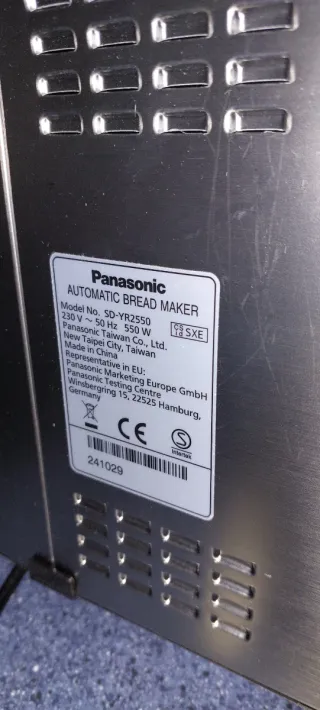 Panasonic
AUTOMATIC BREAD MAKER
Model No. SD-YR2550
230 V ~ 50 Hz 550 W
Panasonic Taiwan Co., Ltd.
New Taipei City, Taiwan
Made in China
Representative in EU:
Panasonic Marketing Europe GmbH
Panasonic Testing Centre
Winsbergring 15, 22525 Hamburg,
Germany
SXE
CE
S
Intertek
241029